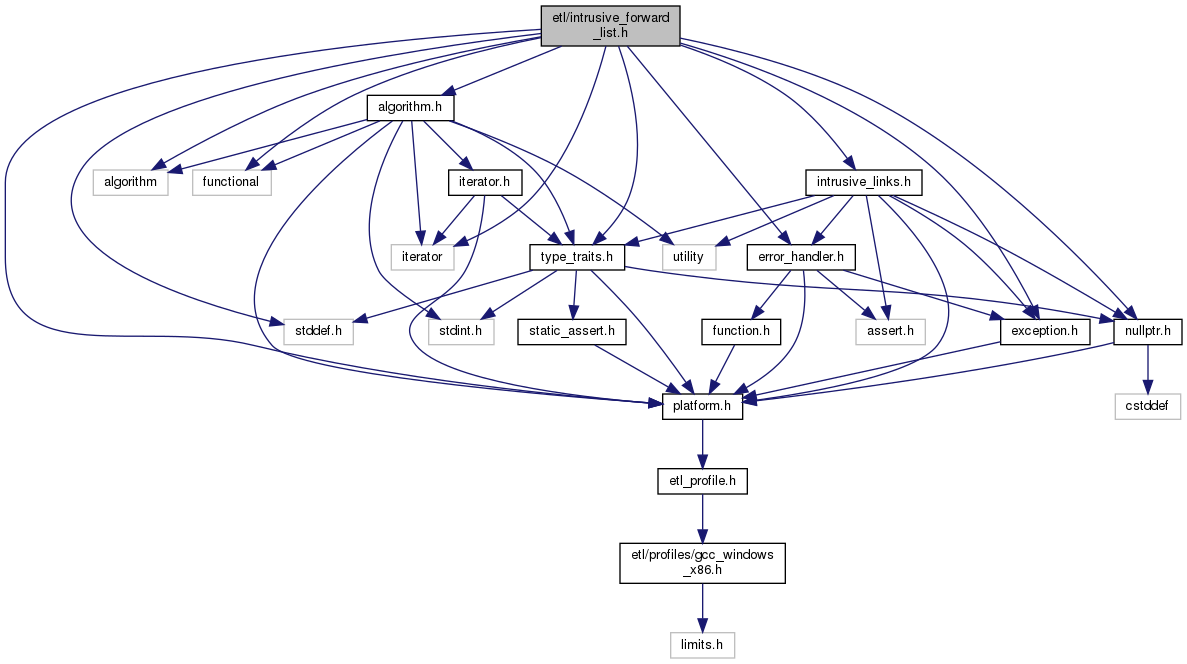 etl/intrusive_forward
_list.h
algorithm.h
algorithm
functional
iterator.h
intrusive_links.h
iterator
type_traits.h
utility
error_handler.h
stddef.h
stdint.h
static_assert.h
function.h
assert.h
exception.h
nullptr.h
platform.h
cstddef
etl_profile.h
etl/profiles/gcc_windows
_x86.h
limits.h